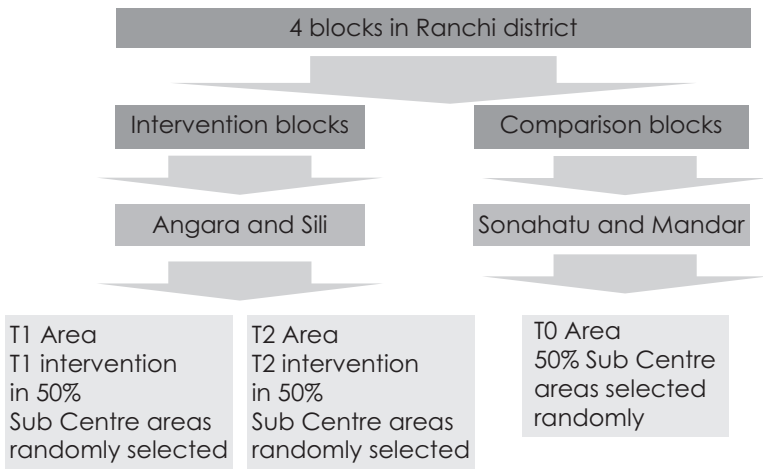 4 blocks in Ranchi district
Intervention blocks
Comparison blocks
Angara and Sili
Sonahatu and Mandar
T1 Area
T1 intervention
in 50%
Sub Centre areas
randomly selected
T2 Area
T2 intervention
in 50%
Sub Centre areas
randomly selected
T0 Area
50% Sub Centre
areas selected
randomly